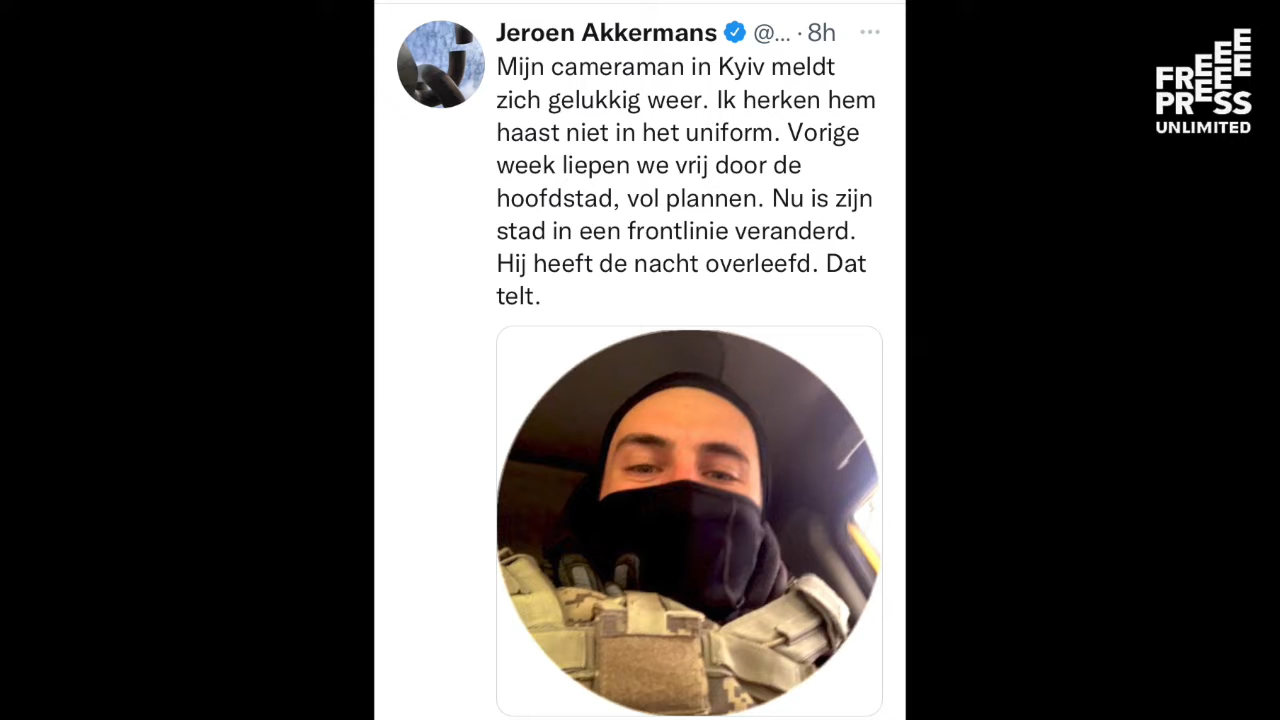 Jeroen Akkermans @... · 8h ...
Mijn cameraman in Kyiv meldt
zich gelukkig weer. Ik herken hem
haast niet in het uniform. Vorige
week liepen we vrij door de
hoofdstad, vol plannen. Nu is zijn
stad in een frontlinie veranderd.
Hij heeft de nacht overleefd. Dat
telt.
FREEEEE
PREEESS
UNLIMITED